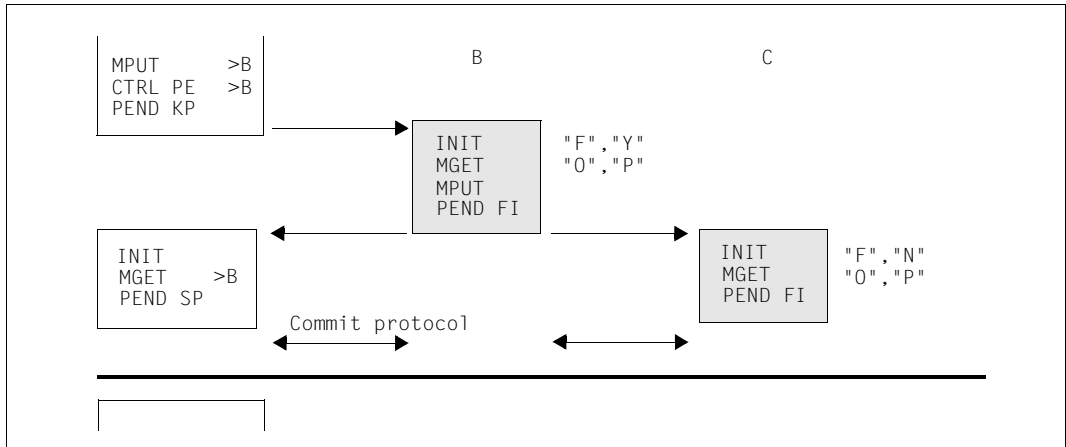 B
C
MPUT >B
CTRL PE >B
PEND KP
INIT
MGET
MPUT
PEND FI
"F","Y"
"O","P"
INIT
MGET >B
PEND SP
INIT
MGET
PEND FI
"F","N"
"O","P"
Commit protocol